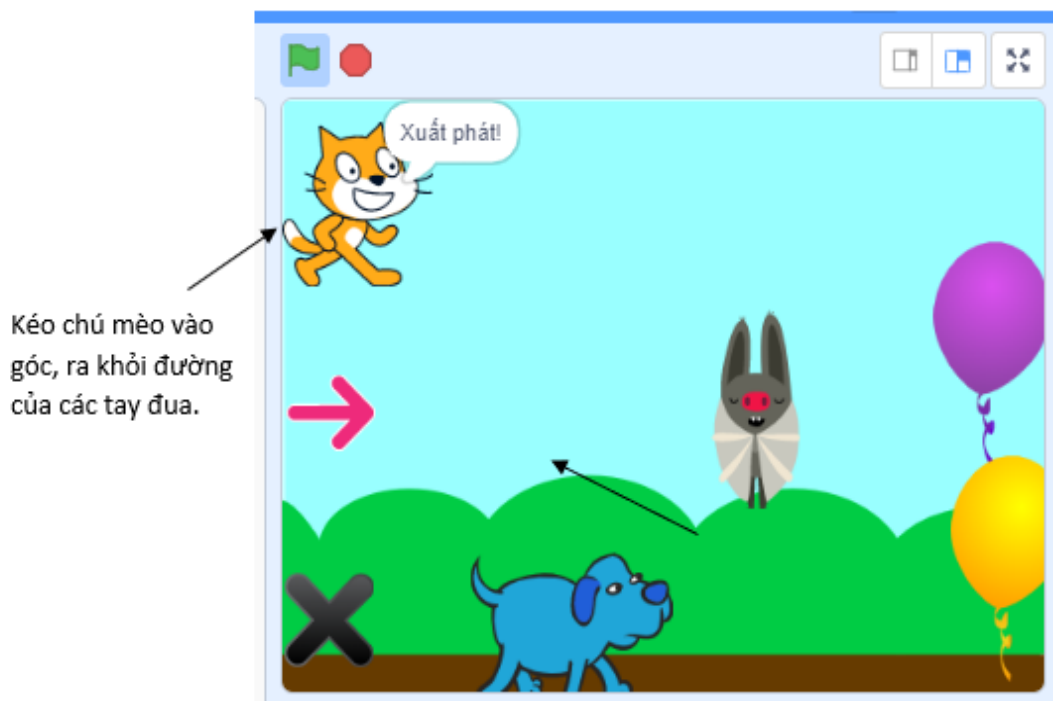 Xuất phát!
Kéo chú mèo vào
góc, ra khỏi đường
của các tay đua.